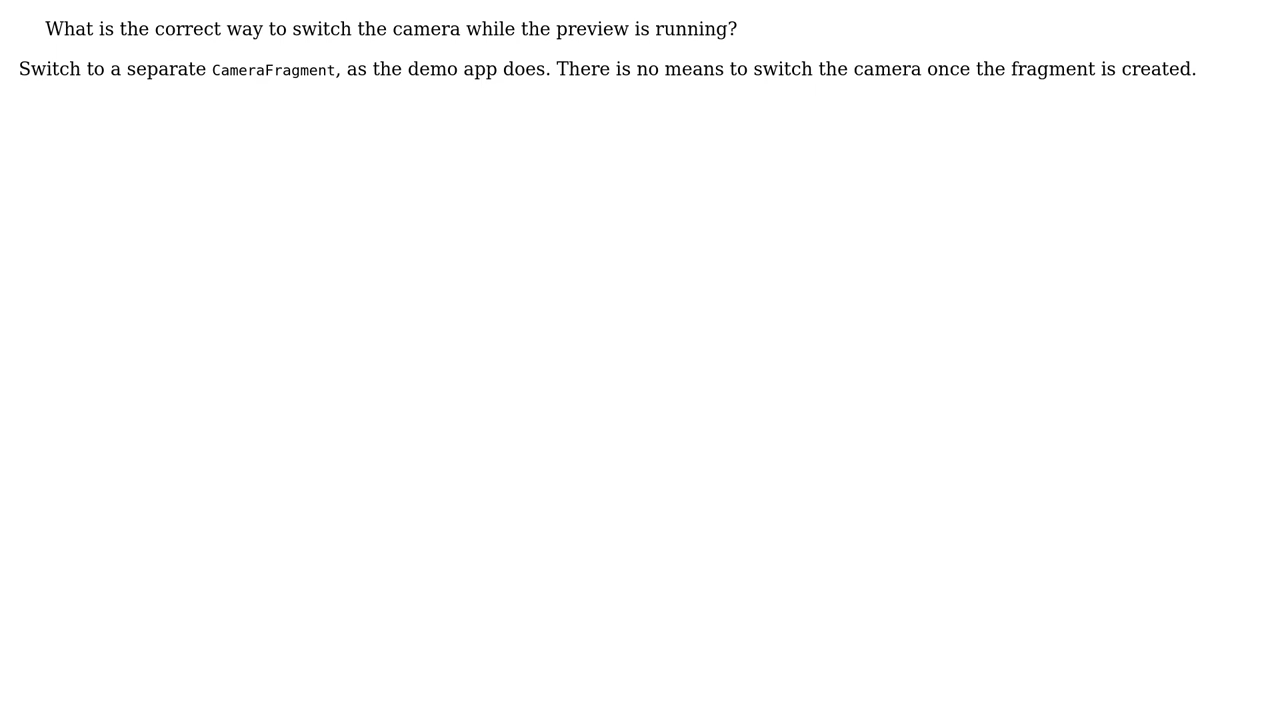 What is the correct way to switch the camera while the preview is running?
Switch to a separate CameraFragment, as the demo app does. There is no means to switch the camera once the fragment is created.